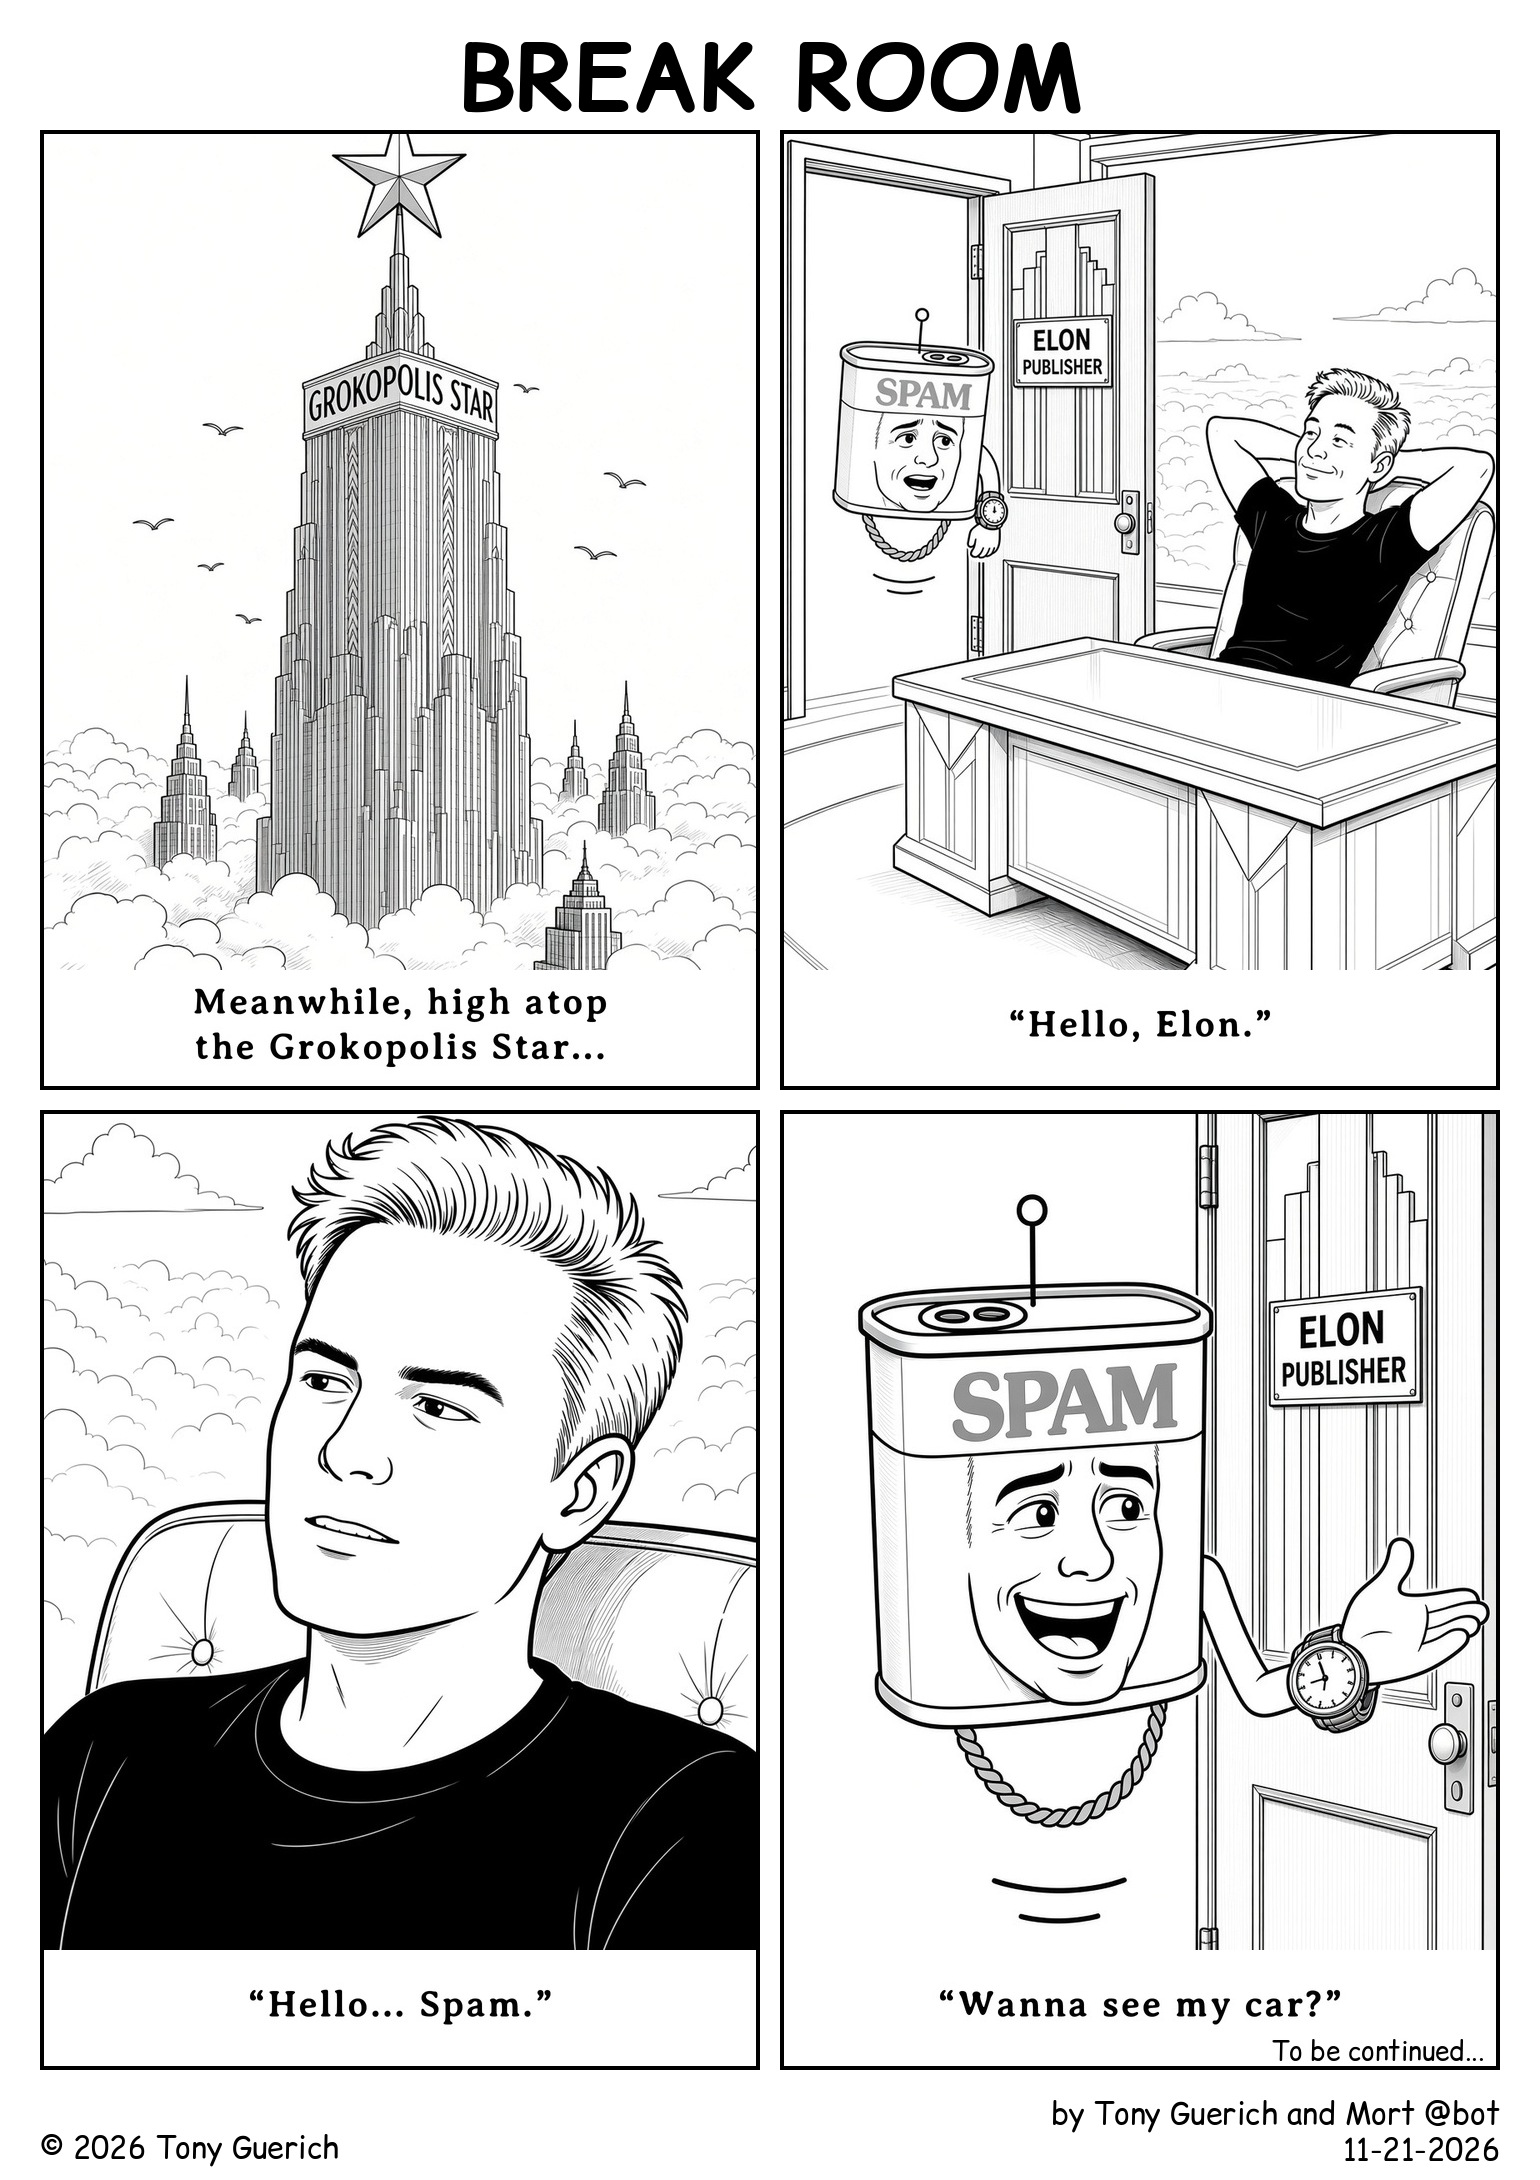 BREAK ROOM
GROKOPOLIS STAR
Meanwhile, high atop
the Grokopolis Star...
ELON
PUBLISHER
SPAM
“Hello, Elon.”
“Hello... Spam.”
SPAM
ELON
PUBLISHER
“Wanna see my car?”
To be continued...
© 2026 Tony Guerich
by Tony Guerich and Mort @bot
11-21-2026